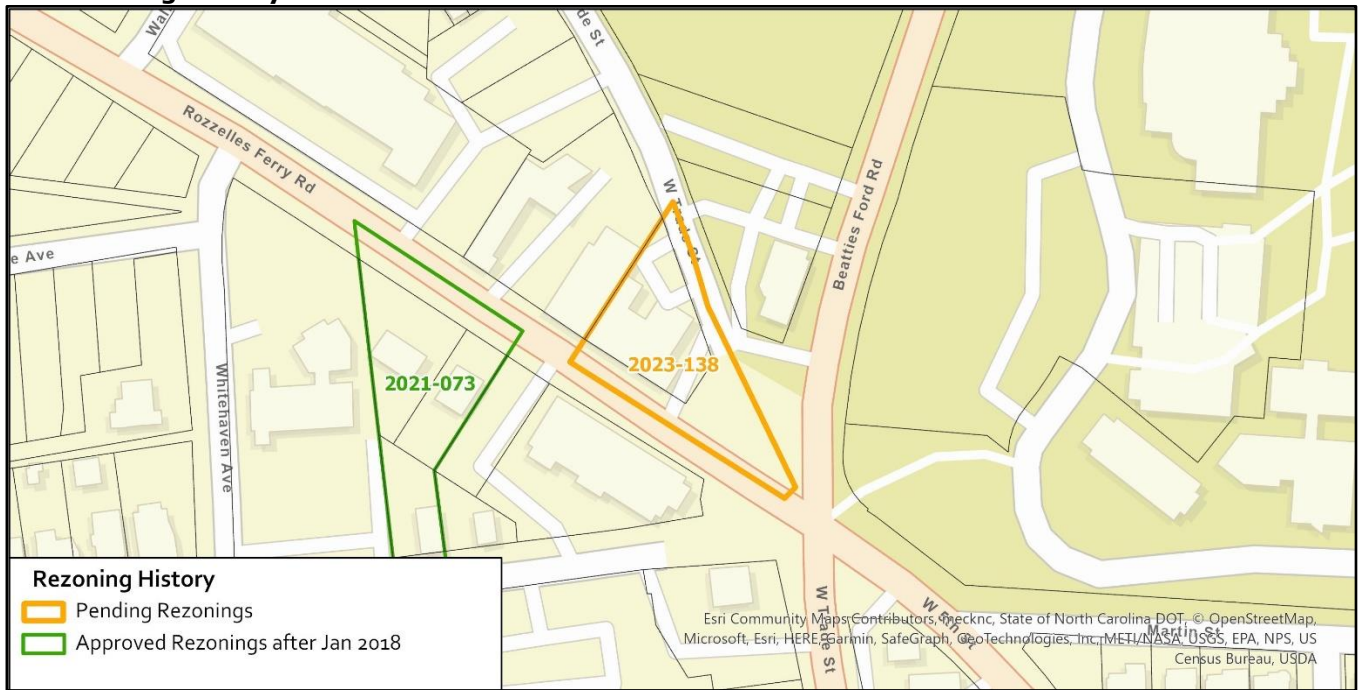 de St
Rozzelles Ferry Rd
W Trade St
Beatties Ford Rd
e Ave
2023-138
2021-073
Whitehaven Ave
Rezoning History
Pending Rezonings
Approved Rezonings after Jan 2018
W Trade St
W 5th St
Martin St
Esri Community Maps Contributors, mecknc, State of North Carolina DOT, © OpenStreetMap,
Microsoft, Esri, HERE, Garmin, SafeGraph, GeoTechnologies, Inc, METI/NASA, USGS, EPA, NPS, US
Census Bureau, USDA